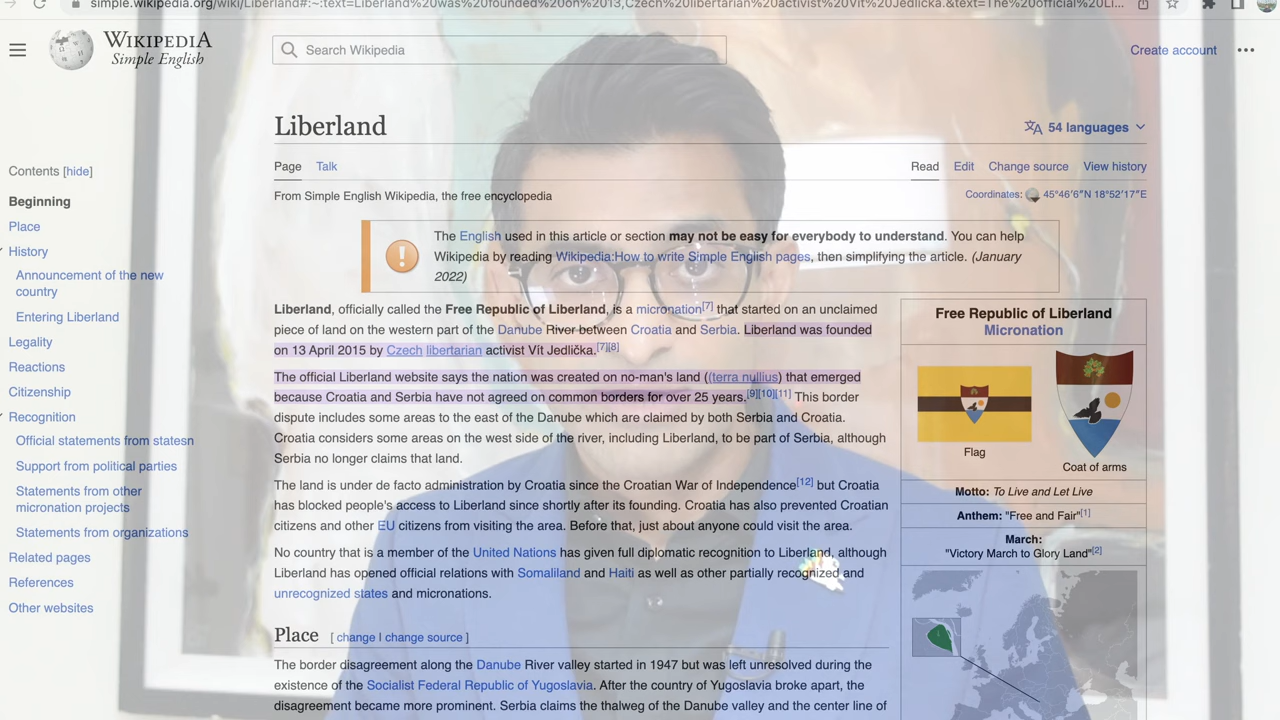 simple.wikipedia.org/wiki/Liberland#:~:text=Liberland%20was%20founded%20on%2013,Czech%20libertarian%20activist%20Vit%20Jedlicka.&text=The%20official%20Li...
WIKIPEDIA
Simple English
Search Wikipedia
Create account
Liberland
54 languages
Page Talk Read Edit Change source View history
From Simple English Wikipedia, the free encyclopedia
Coordinates: 45°46′6″N 18°52′17″E
Contents [hide]
Beginning
Place
History
Announcement of the new
country
Entering Liberland
Legality
Reactions
Citizenship
Recognition
Official statements from statesn
Support from political parties
Statements from other
micronation projects
Statements from organizations
Related pages
References
Other websites
The English used in this article or section may not be easy for everybody to understand. You can help
Wikipedia by reading Wikipedia:How to write Simple English pages, then simplifying the article. (January
2022)
Liberland, officially called the Free Republic of Liberland, is a micronation[7] that started on an unclaimed
piece of land on the western part of the Danube River between Croatia and Serbia. Liberland was founded
on 13 April 2015 by Czech libertarian activist Vít Jedlička.[7][8]
The official Liberland website says the nation was created on no-man's land ((terra nullius) that emerged
because Croatia and Serbia have not agreed on common borders for over 25 years.[9][10][11] This border
dispute includes some areas to the east of the Danube which are claimed by both Serbia and Croatia.
Croatia considers some areas on the west side of the river, including Liberland, to be part of Serbia, although
Serbia no longer claims that land.
The land is under de facto administration by Croatia since the Croatian War of Independence[12] but Croatia
has blocked people's access to Liberland since shortly after its founding. Croatia has also prevented Croatian
citizens and other EU citizens from visiting the area. Before that, just about anyone could visit the area.
No country that is a member of the United Nations has given full diplomatic recognition to Liberland, although
Liberland has opened official relations with Somaliland and Haiti as well as other partially recognized and
unrecognized states and micronations.
Place [ change | change source ]
The border disagreement along the Danube River valley started in 1947 but was left unresolved during the
existence of the Socialist Federal Republic of Yugoslavia. After the country of Yugoslavia broke apart, the
disagreement became more prominent. Serbia claims the thalweg of the Danube valley and the center line of
Free Republic of Liberland
Micronation
Flag
Coat of arms
Motto: To Live and Let Live
Anthem: "Free and Fair"[1]
March:
"Victory March to Glory Land"[2]